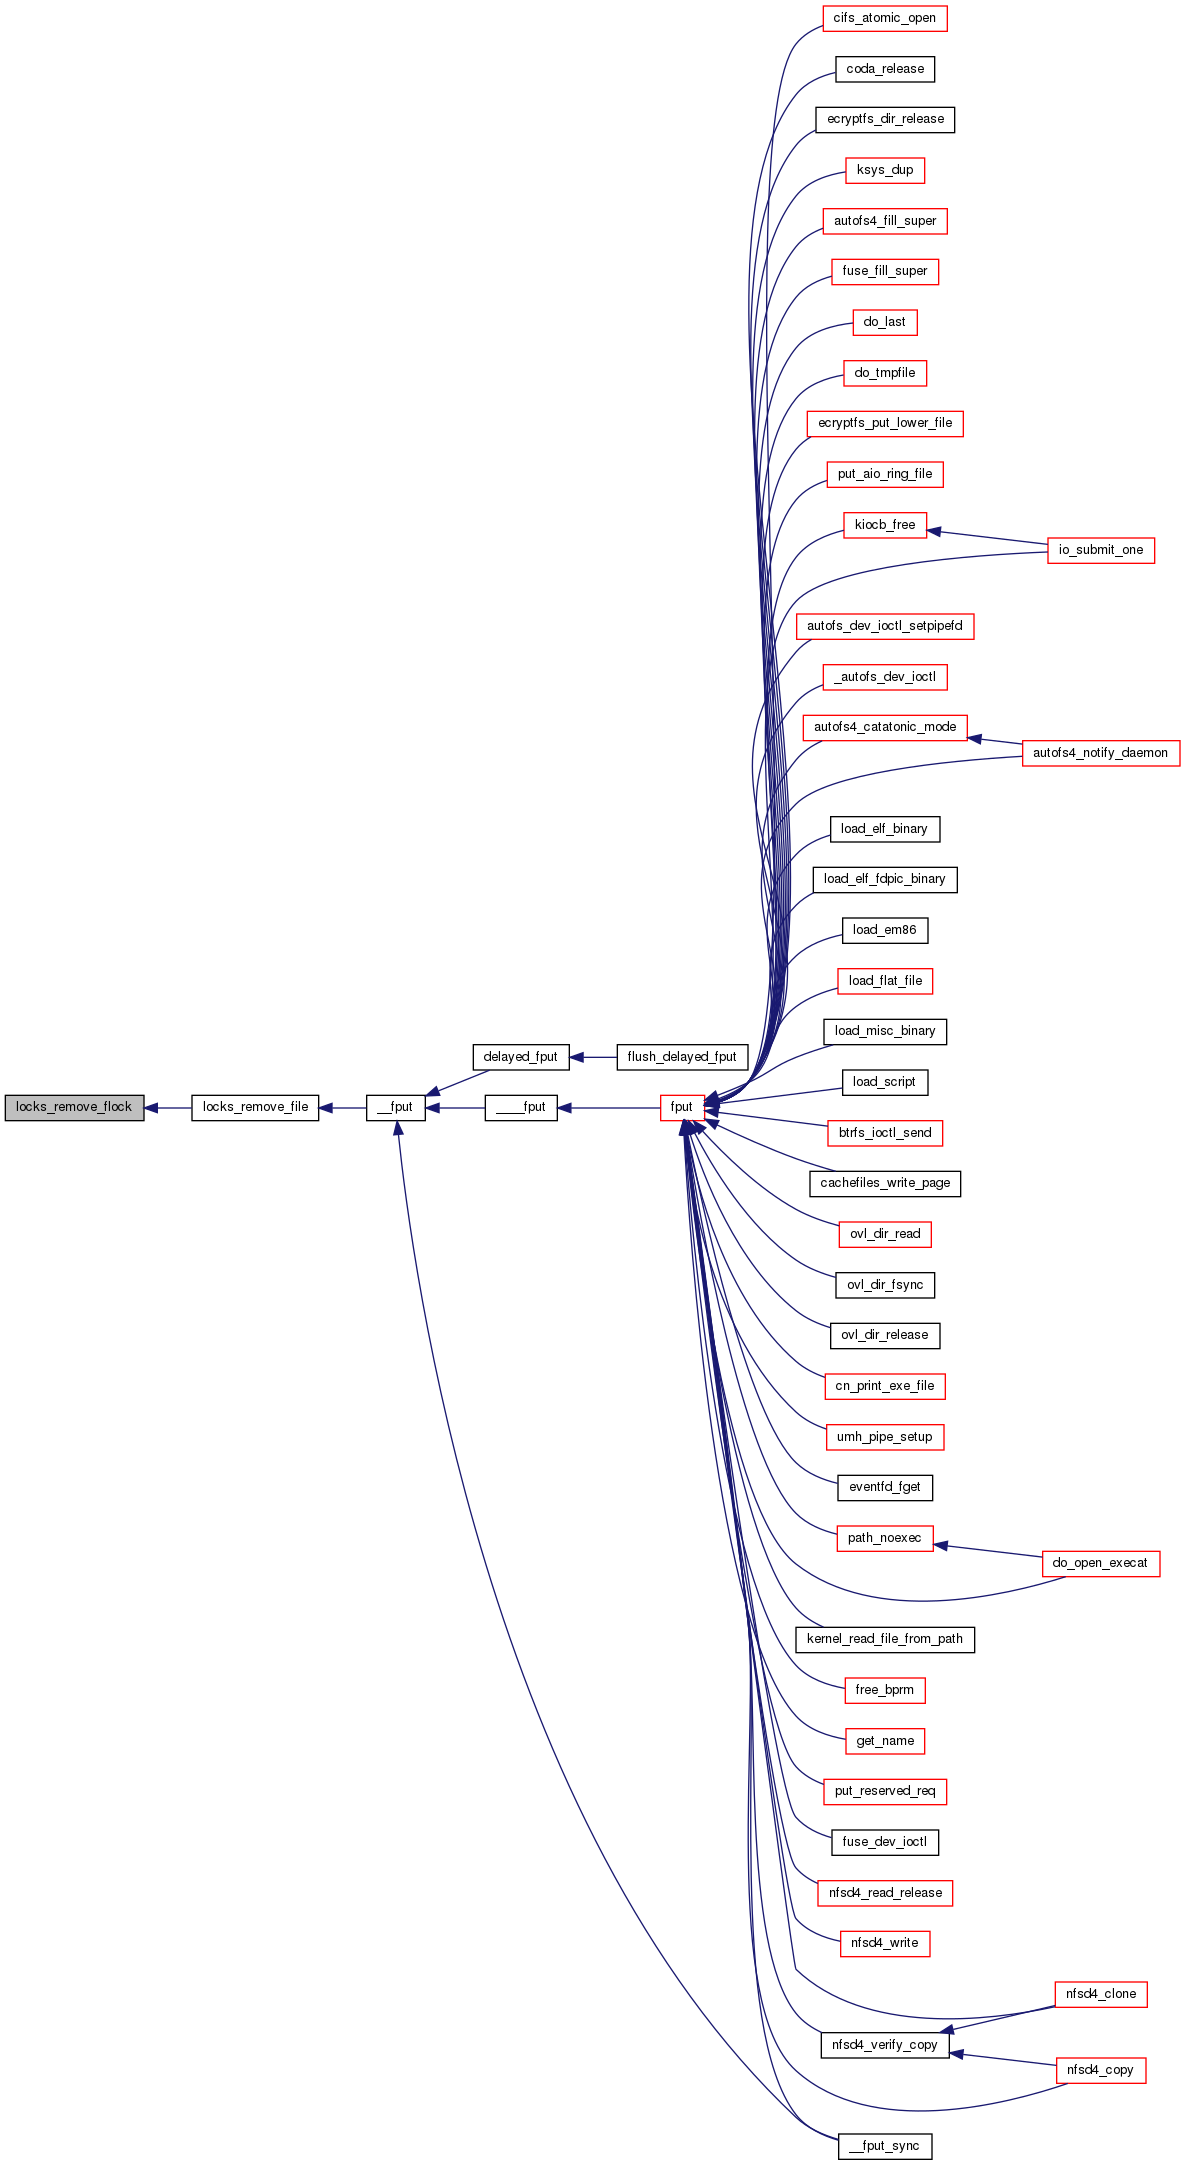 cifs_atomic_open
coda_release
ecryptfs_dir_release
ksys_dup
autofs4_fill_super
fuse_fill_super
do_last
do_tmpfile
ecryptfs_put_lower_file
put_aio_ring_file
kiocb_free
io_submit_one
autofs_dev_ioctl_setpipefd
_autofs_dev_ioctl
autofs4_catatonic_mode
autofs4_notify_daemon
load_elf_binary
load_elf_fdpic_binary
load_em86
load_flat_file
load_misc_binary
delayed_fput
flush_delayed_fput
load_script
locks_remove_flock
locks_remove_file
__fput
____fput
fput
btrfs_ioctl_send
cachefiles_write_page
ovl_dir_read
ovl_dir_fsync
ovl_dir_release
cn_print_exe_file
umh_pipe_setup
eventfd_fget
path_noexec
do_open_execat
kernel_read_file_from_path
free_bprm
get_name
put_reserved_req
fuse_dev_ioctl
nfsd4_read_release
nfsd4_write
nfsd4_clone
nfsd4_verify_copy
nfsd4_copy
__fput_sync